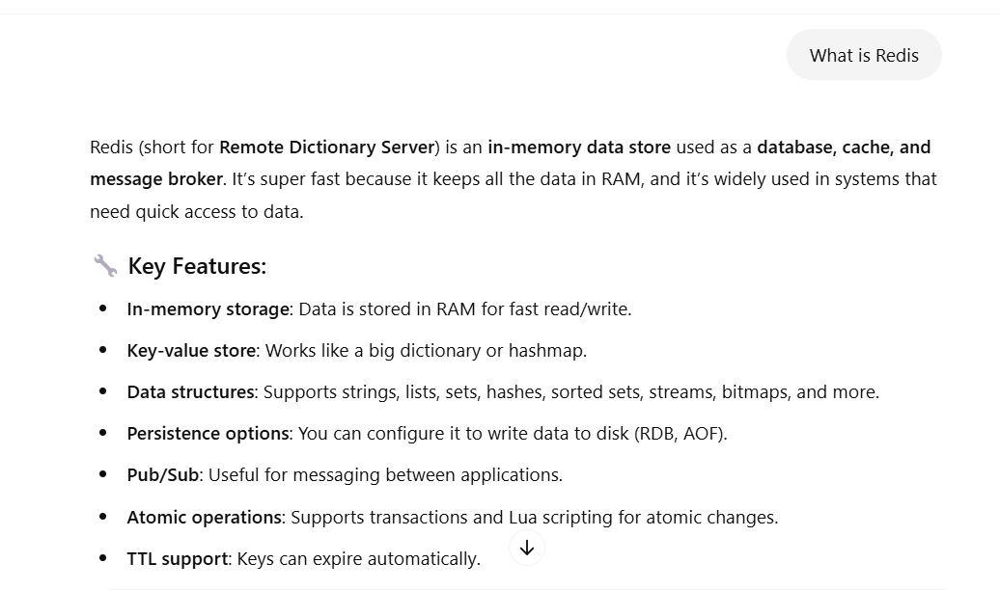 What is Redis
Redis (short for Remote Dictionary Server) is an in-memory data store used as a database, cache, and
message broker. It’s super fast because it keeps all the data in RAM, and it’s widely used in systems that
need quick access to data.
🔧 Key Features:
• In-memory storage: Data is stored in RAM for fast read/write.
• Key-value store: Works like a big dictionary or hashmap.
• Data structures: Supports strings, lists, sets, hashes, sorted sets, streams, bitmaps, and more.
• Persistence options: You can configure it to write data to disk (RDB, AOF).
• Pub/Sub: Useful for messaging between applications.
• Atomic operations: Supports transactions and Lua scripting for atomic changes.
• TTL support: Keys can expire automatically.